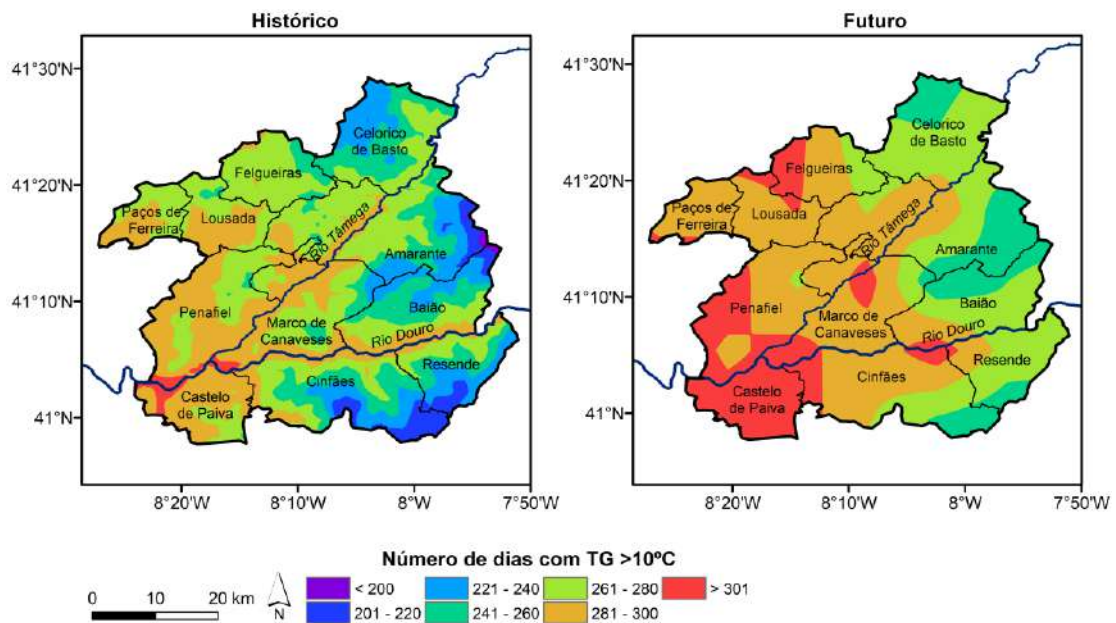 Histórico
Futuro
41°30'N
41°20'N
41°10'N
41°N
Celorico
de Basto
Felgueiras
Paços de
Ferreira
Lousada
Rio Tâmega
Amarante
Penafiel
Baião
Marco de
Canaveses
Rio Douro
Resende
Cinfães
Castelo
de Paiva
8°20'W
8°10'W
8°W
7°50'W
41°30'N
41°20'N
41°10'N
41°N
Celorico
de Basto
Felgueiras
Paços de
Ferreira
Lousada
Rio Tâmega
Amarante
Penafiel
Baião
Marco de
Canaveses
Rio Douro
Resende
Cinfães
Castelo
de Paiva
8°20'W
8°10'W
8°W
7°50'W
Número de dias com TG >10ºC
< 200
221 - 240
261 - 280
> 301
201 - 220
241 - 260
281 - 300
0 10 20 km
N